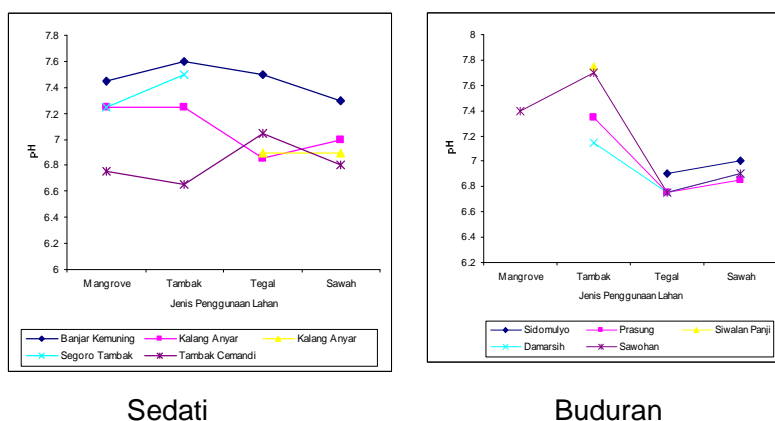 7.8
7.6
7.4
7.2
7
6.8
6.6
6.4
6.2
6
pH
Mangrove Tambak Tegal Sawah
Jenis Penggunaan Lahan
Banjar Kemuning Kalang Anyar Kalang Anyar
Segoro Tambak Tambak Cemandi
Sedati
8
7.8
7.6
7.4
7.2
7
6.8
6.6
6.4
6.2
pH
Mangrove Tambak Tegal Sawah
Jenis Penggunaan Lahan
Sidomulyo Prasung Siwalan Panji
Damarsih Sawohan
Buduran